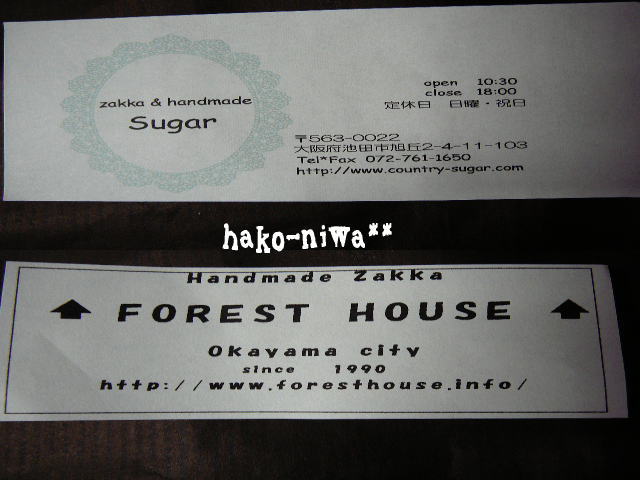 zakka & handmade
Sugar
open 10:30
close 18:00
定休日 日曜・祝日
〒563-0022
大阪府池田市旭丘2-4-11-103
Tel*Fax 072-761-1650
http://www.country-sugar.com
hako-niwa**
Handmade Zakka
FOREST HOUSE
Okayama city
since 1990
http://www.foresthouse.info/